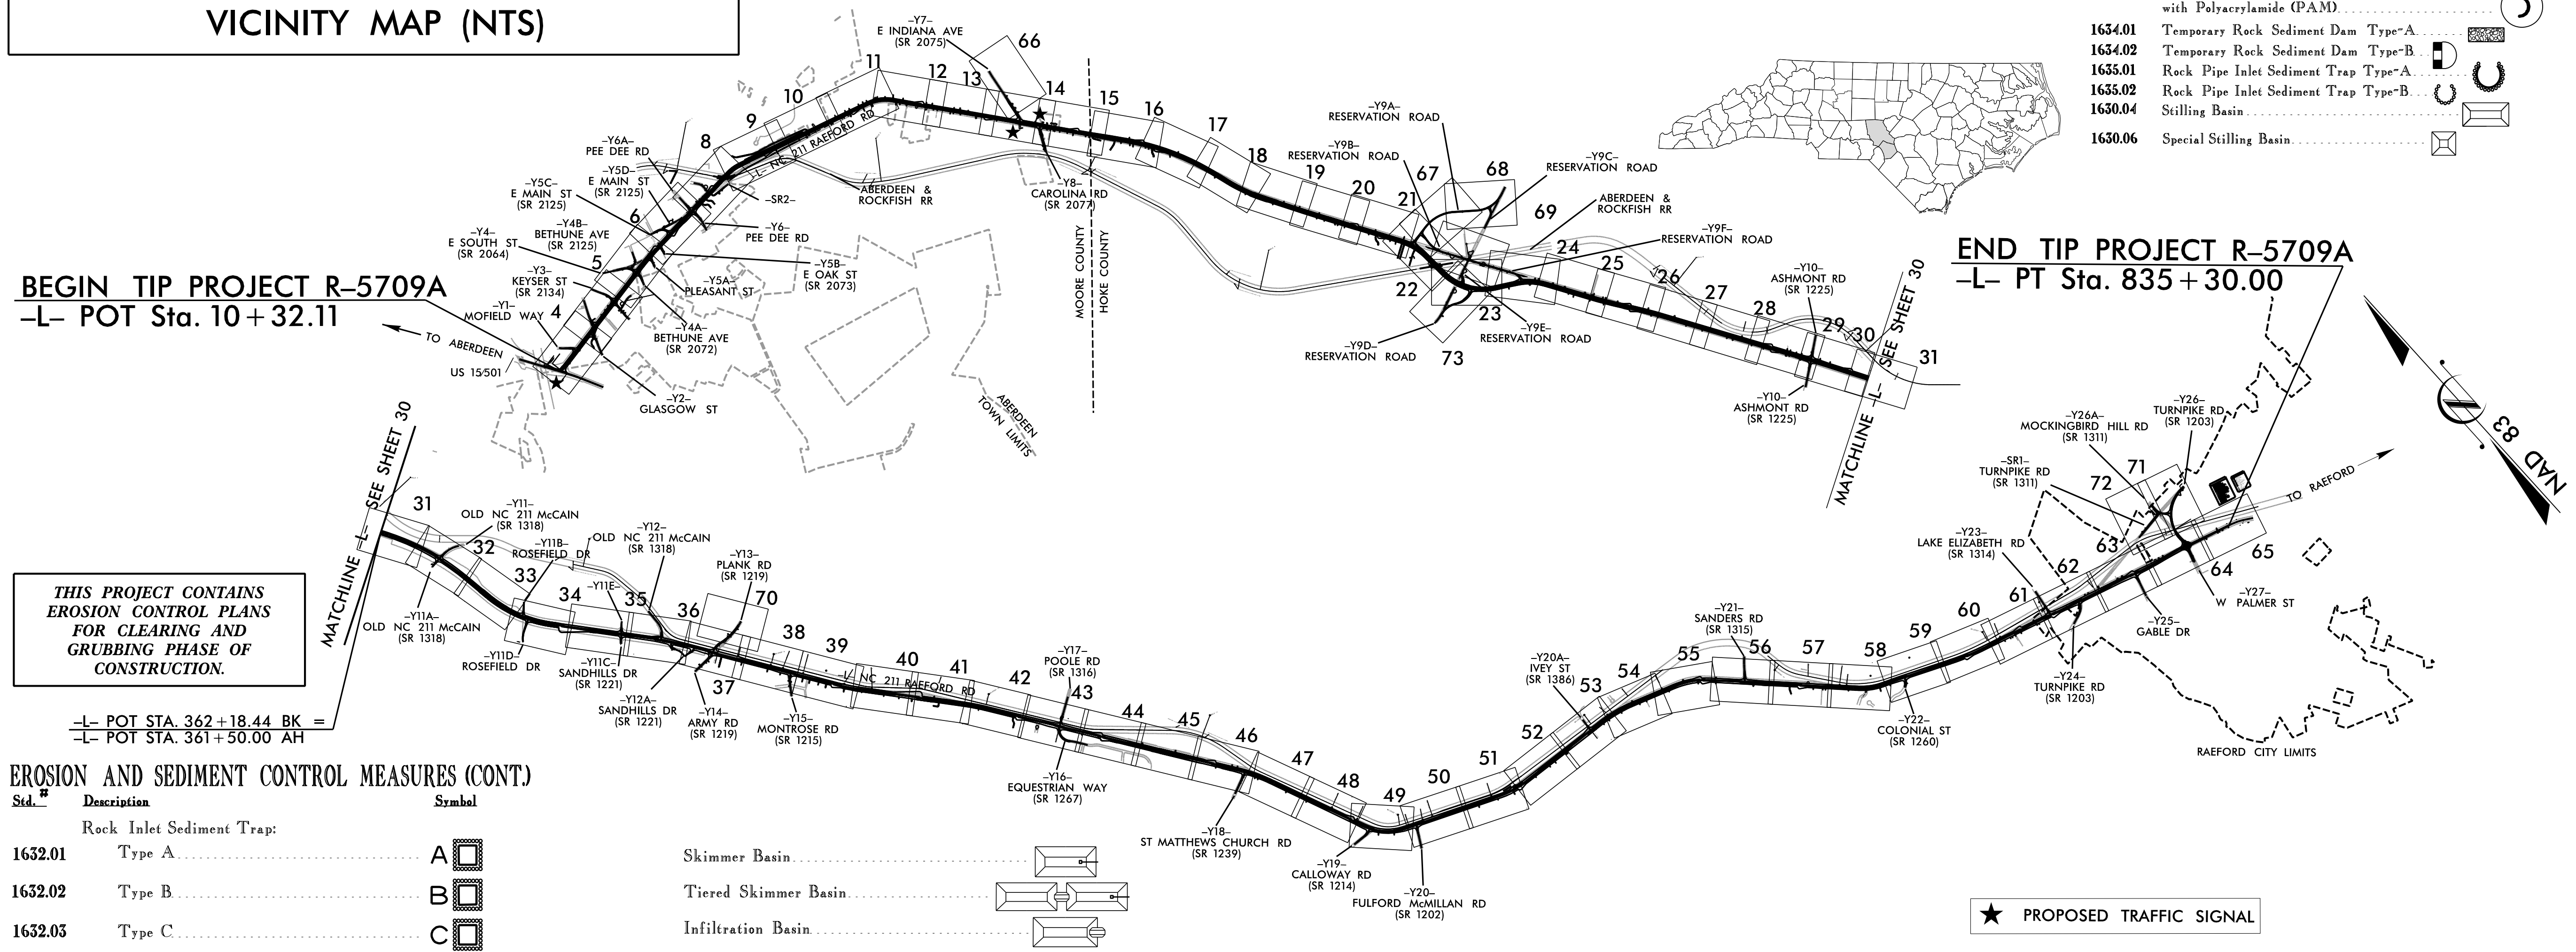 VICINITY MAP (NTS)
with Polyacrylamide (PAM)
1634.01 Temporary Rock Sediment Dam Type-A
1634.02 Temporary Rock Sediment Dam Type-B
1635.01 Rock Pipe Inlet Sediment Trap Type-A
1635.02 Rock Pipe Inlet Sediment Trap Type-B
1630.04 Stilling Basin
1630.06 Special Stilling Basin
BEGIN TIP PROJECT R-5709A
-L- POT Sta. 10+32.11
END TIP PROJECT R-5709A
-L- PT Sta. 835+30.00
TO ABERDEEN
US 15501
-Y1-
MOFIELD WAY
-Y2-
GLASGOW ST
-Y3-
KEYSER ST
(SR 2134)
-Y4-
E SOUTH ST
(SR 2064)
-Y4A-
BETHUNE AVE
(SR 2072)
-Y4B-
BETHUNE AVE
(SR 2125)
-Y5A-
PLEASANT ST
-Y5B-
E OAK ST
(SR 2073)
-Y5C-
E MAIN ST
(SR 2125)
-Y5D-
E MAIN ST
(SR 2125)
-Y6A-
PEE DEE RD
-Y6-
PEE DEE RD
-SR2-
-L- NC 211 RAEFORD RD
ABERDEEN &
ROCKFISH RR
-Y7-
E INDIANA AVE
(SR 2075)
-Y8-
CAROLINA RD
(SR 2077)
MOORE COUNTY
HOKE COUNTY
ABERDEEN
TOWN LIMITS
-Y9A-
RESERVATION ROAD
-Y9B-
RESERVATION ROAD
-Y9C-
RESERVATION ROAD
ABERDEEN &
ROCKFISH RR
-Y9F-
RESERVATION ROAD
-Y9D-
RESERVATION ROAD
-Y9E-
RESERVATION ROAD
-Y10-
ASHMONT RD
(SR 1225)
-Y10-
ASHMONT RD
(SR 1225)
MATCHLINE -L- SEE SHEET 30
4
5
6
7
8
9
10
11
12
13
66
14
15
16
17
18
19
20
21
67
68
69
22
23
73
24
25
26
27
28
29
30
31
NAD 83
MATCHLINE -L- SEE SHEET 30
THIS PROJECT CONTAINS
EROSION CONTROL PLANS
FOR CLEARING AND
GRUBBING PHASE OF
CONSTRUCTION.
-L- POT STA. 362+18.44 BK =
-L- POT STA. 361+50.00 AH
-Y11-
OLD NC 211 McCAIN
(SR 1318)
-Y11A-
OLD NC 211 McCAIN
(SR 1318)
-Y11B-
ROSEFIELD DR
-Y11D-
ROSEFIELD DR
-Y11E-
-Y11C-
SANDHILLS DR
(SR 1221)
-Y12-
OLD NC 211 McCAIN
(SR 1318)
-Y12A-
SANDHILLS DR
(SR 1221)
-Y13-
PLANK RD
(SR 1219)
-Y14-
ARMY RD
(SR 1219)
-Y15-
MONTROSE RD
(SR 1215)
-L- NC 211 RAEFORD RD
-Y16-
EQUESTRIAN WAY
(SR 1267)
-Y17-
POOLE RD
(SR 1316)
-Y18-
ST MATTHEWS CHURCH RD
(SR 1239)
-Y19-
CALLOWAY RD
(SR 1214)
-Y20-
FULFORD McMILLAN RD
(SR 1202)
-Y20A-
IVEY ST
(SR 1386)
-Y21-
SANDERS RD
(SR 1315)
-Y22-
COLONIAL ST
(SR 1260)
-Y23-
LAKE ELIZABETH RD
(SR 1314)
-Y24-
TURNPIKE RD
(SR 1203)
-Y25-
GABLE DR
-SR1-
TURNPIKE RD
(SR 1311)
-Y26A-
MOCKINGBIRD HILL RD
(SR 1311)
-Y26-
TURNPIKE RD
(SR 1203)
-Y27-
W PALMER ST
TO RAEFORD
RAEFORD CITY LIMITS
31
32
33
34
35
36
70
37
38
39
40
41
42
43
44
45
46
47
48
49
50
51
52
53
54
55
56
57
58
59
60
61
62
63
72
71
64
65
EROSION AND SEDIMENT CONTROL MEASURES (CONT.)
Std. # Description Symbol
Rock Inlet Sediment Trap:
1632.01 Type A A
1632.02 Type B B
1632.03 Type C C
Skimmer Basin
Tiered Skimmer Basin
Infiltration Basin
★ PROPOSED TRAFFIC SIGNAL